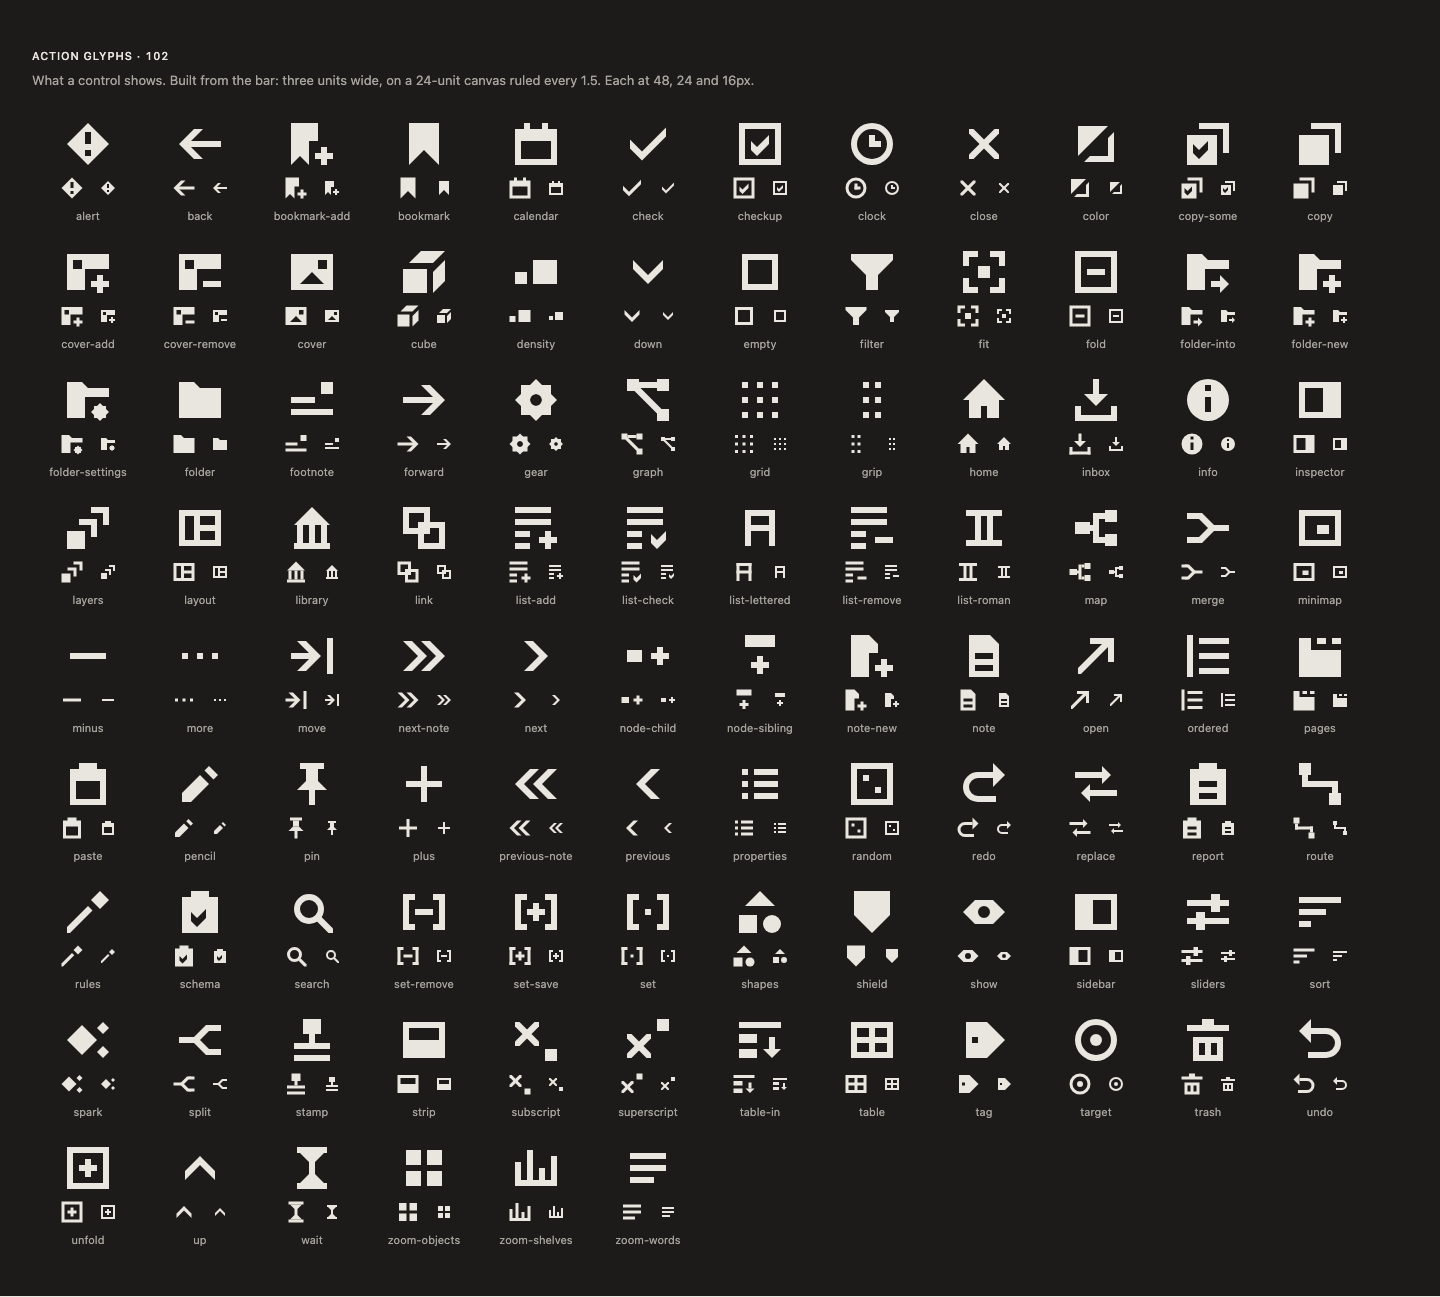 ACTION GLYPHS · 102
What a control shows. Built from the bar: three units wide, on a 24-unit canvas ruled every 1.5. Each at 48, 24 and 16px.
alert back bookmark-add bookmark calendar check checkup clock close color copy-some copy
cover-add cover-remove cover cube density down empty filter fit fold folder-into folder-new
folder-settings folder footnote forward gear graph grid grip home inbox info inspector
layers layout library link list-add list-check list-lettered list-remove list-roman map merge minimap
minus more move next-note next node-child node-sibling note-new note open ordered pages
paste pencil pin plus previous-note previous properties random redo replace report route
rules schema search set-remove set-save set shapes shield show sidebar sliders sort
spark split stamp strip subscript superscript table-in table tag target trash undo
unfold up wait zoom-objects zoom-shelves zoom-words